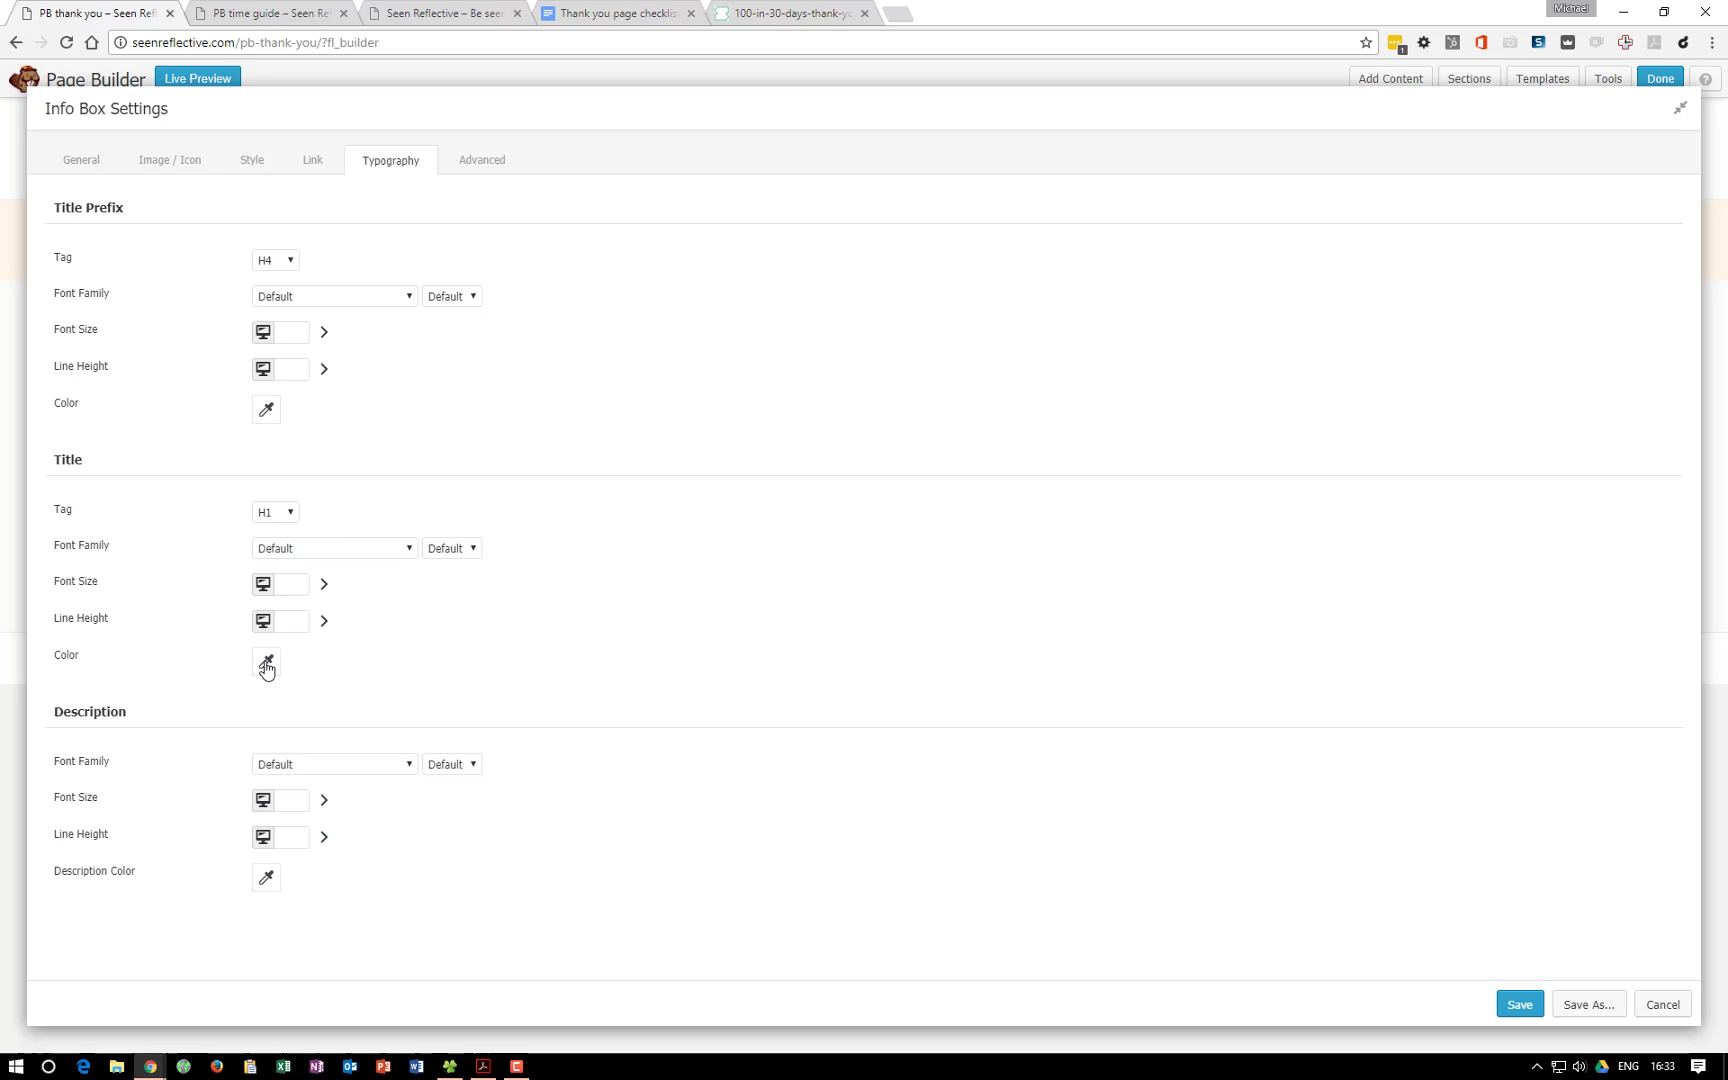 PB thank you – Seen Refl
PB time guide – Seen Re
Seen Reflective – Be see
Thank you page checklis
100-in-30-days-thank-yo
Michael
seenreflective.com/pb-thank-you/?fl_builder
1
Page Builder
Live Preview
Add Content
Sections
Templates
Tools
Done
?
Info Box Settings
General
Image / Icon
Style
Link
Typography
Advanced
Title Prefix
Tag
H4
Font Family
Default
Default
Font Size
Line Height
Color
Title
Tag
H1
Font Family
Default
Default
Font Size
Line Height
Color
Description
Font Family
Default
Default
Font Size
Line Height
Description Color
Save
Save As...
Cancel
ENG
16:33